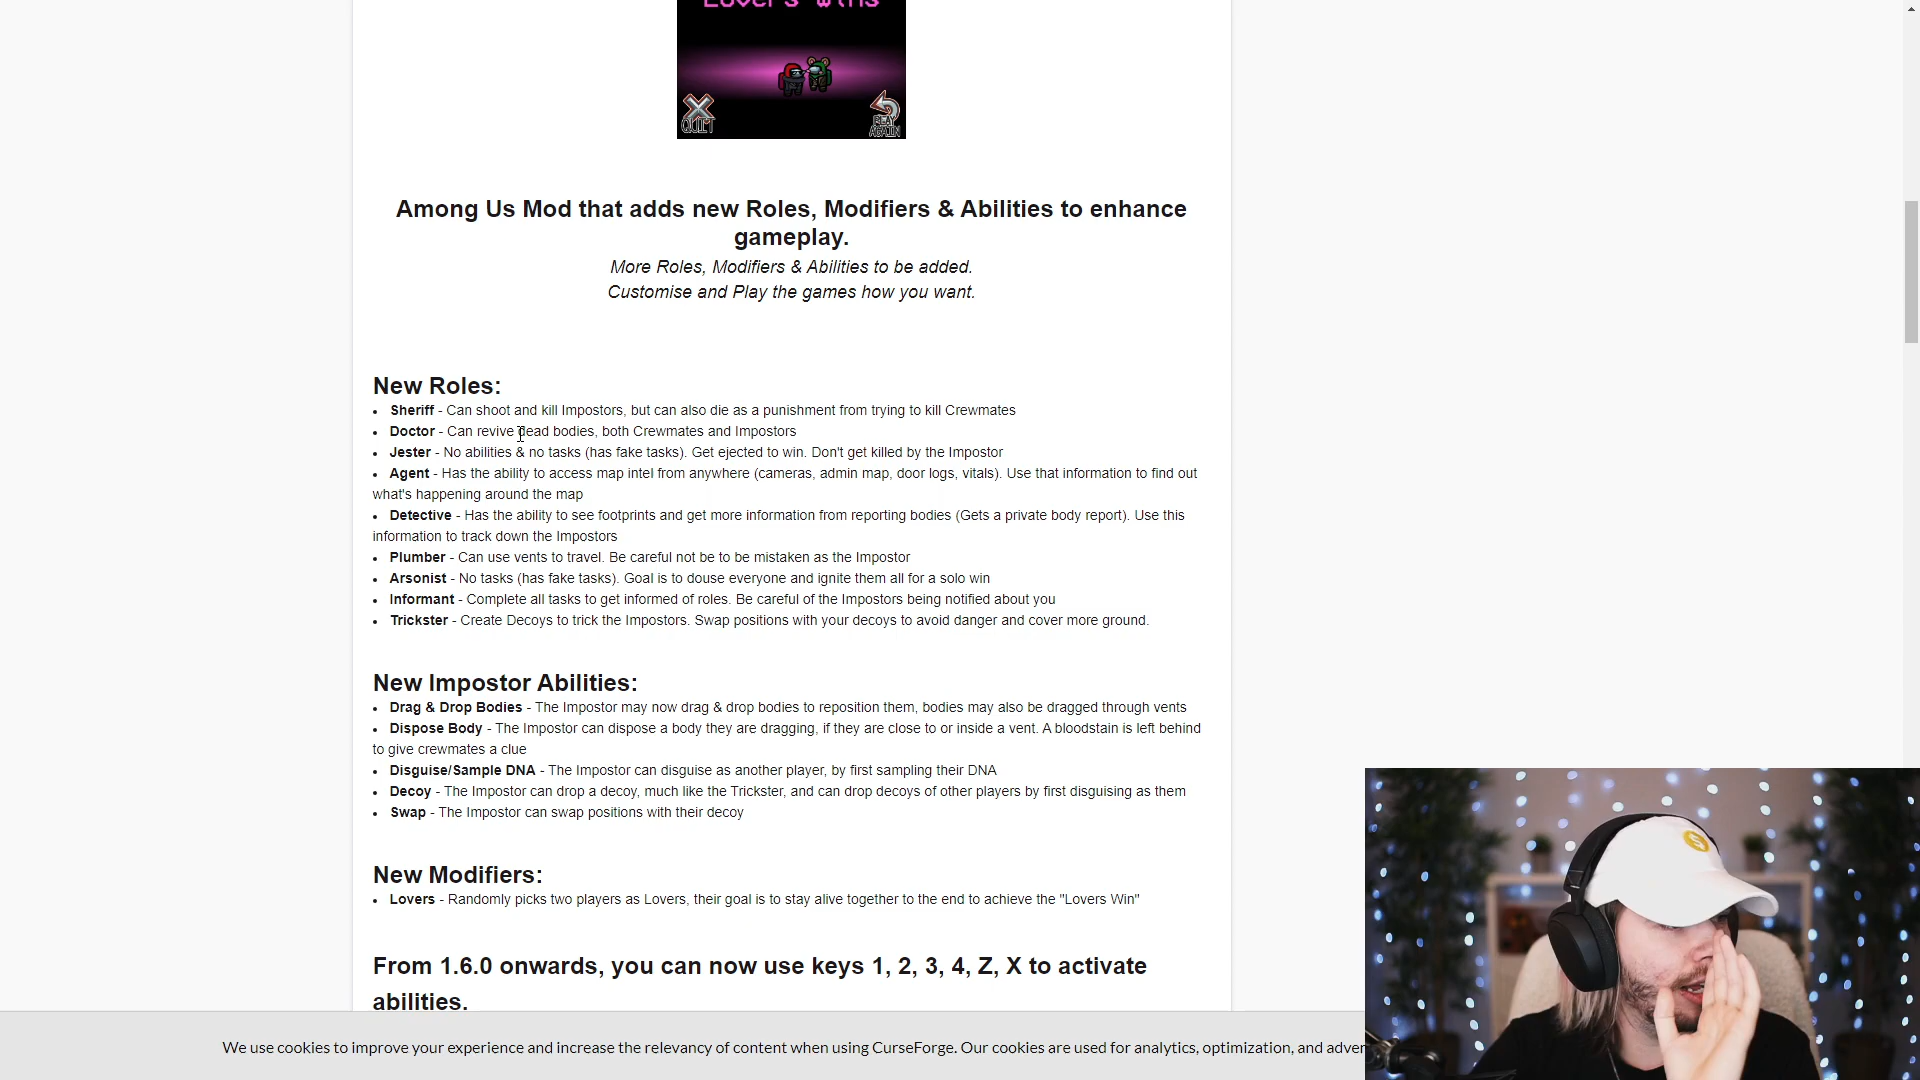 Lovers Wins
QUIT
PLAY
AGAIN
Among Us Mod that adds new Roles, Modifiers & Abilities to enhance
gameplay.
More Roles, Modifiers & Abilities to be added.
Customise and Play the games how you want.
New Roles:
• Sheriff - Can shoot and kill Impostors, but can also die as a punishment from trying to kill Crewmates
• Doctor - Can revive dead bodies, both Crewmates and Impostors
• Jester - No abilities & no tasks (has fake tasks). Get ejected to win. Don't get killed by the Impostor
• Agent - Has the ability to access map intel from anywhere (cameras, admin map, door logs, vitals). Use that information to find out
what's happening around the map
• Detective - Has the ability to see footprints and get more information from reporting bodies (Gets a private body report). Use this
information to track down the Impostors
• Plumber - Can use vents to travel. Be careful not be to be mistaken as the Impostor
• Arsonist - No tasks (has fake tasks). Goal is to douse everyone and ignite them all for a solo win
• Informant - Complete all tasks to get informed of roles. Be careful of the Impostors being notified about you
• Trickster - Create Decoys to trick the Impostors. Swap positions with your decoys to avoid danger and cover more ground.
New Impostor Abilities:
• Drag & Drop Bodies - The Impostor may now drag & drop bodies to reposition them, bodies may also be dragged through vents
• Dispose Body - The Impostor can dispose a body they are dragging, if they are close to or inside a vent. A bloodstain is left behind
to give crewmates a clue
• Disguise/Sample DNA - The Impostor can disguise as another player, by first sampling their DNA
• Decoy - The Impostor can drop a decoy, much like the Trickster, and can drop decoys of other players by first disguising as them
• Swap - The Impostor can swap positions with their decoy
New Modifiers:
• Lovers - Randomly picks two players as Lovers, their goal is to stay alive together to the end to achieve the "Lovers Win"
From 1.6.0 onwards, you can now use keys 1, 2, 3, 4, Z, X to activate
abilities.
We use cookies to improve your experience and increase the relevancy of content when using CurseForge. Our cookies are used for analytics, optimization, and adver